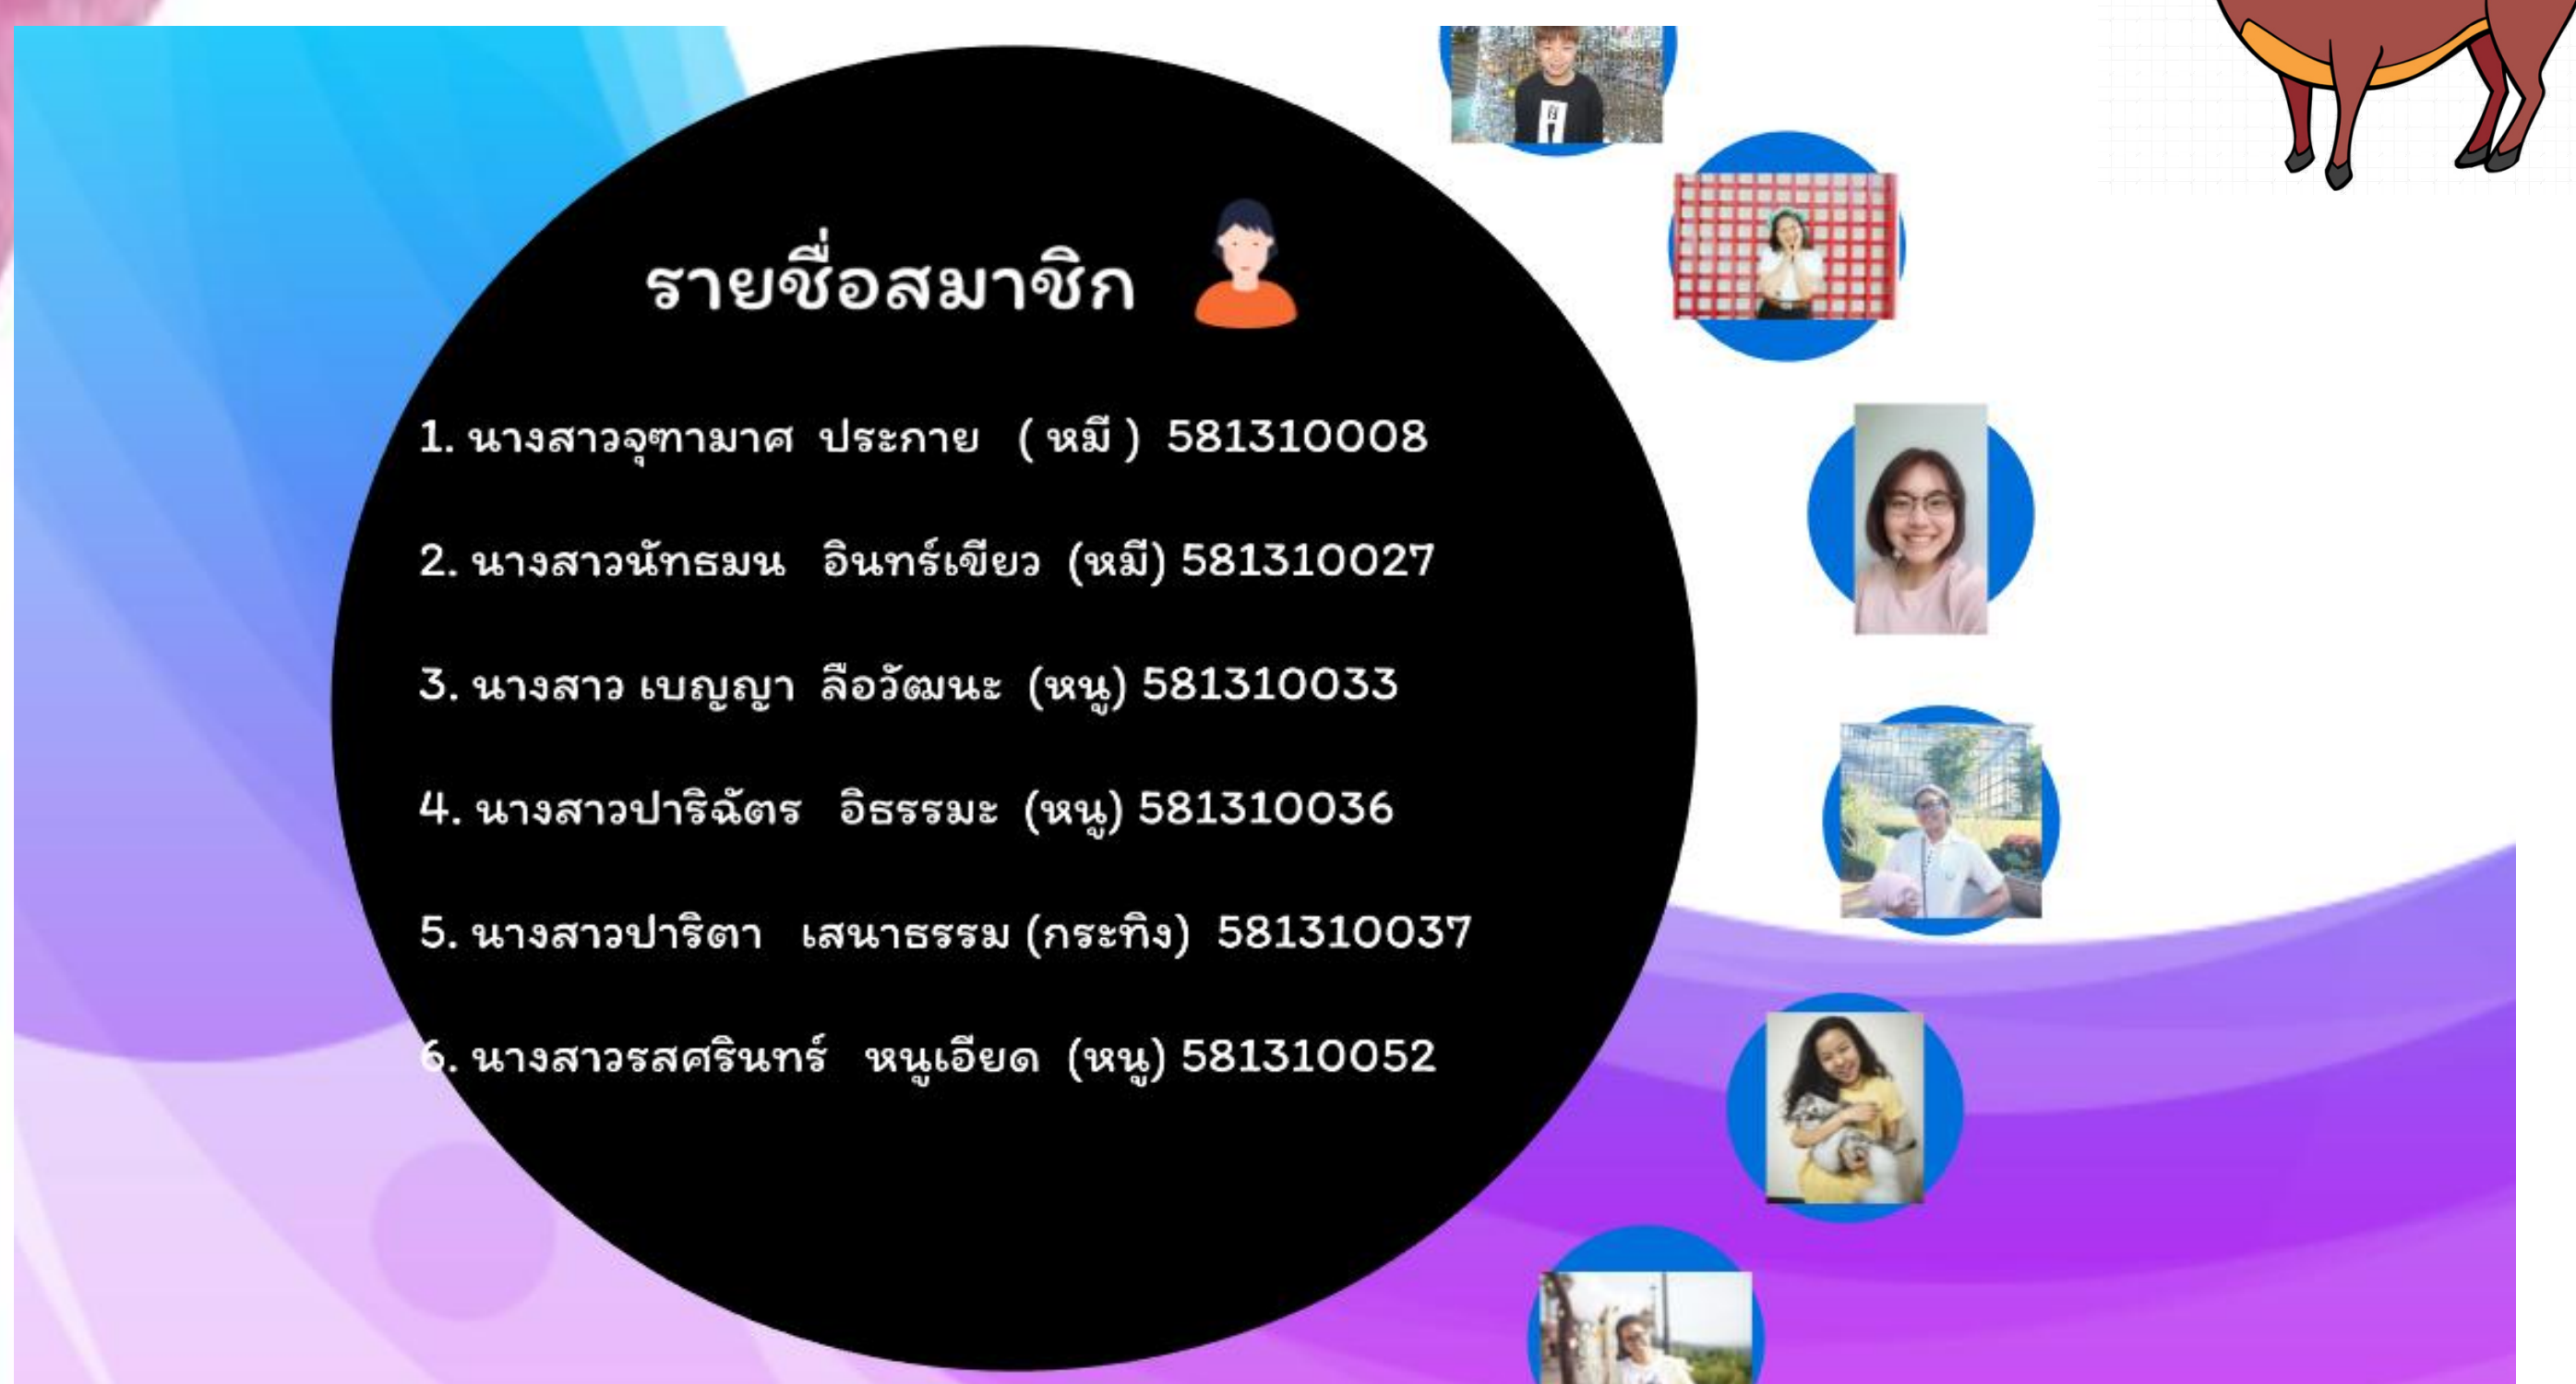 รายชื่อสมาชิก
1. นางสาวจุฑามาศ ประกาย ( หมี ) 581310008
2. นางสาวนัทธมน อินทร์เขียว (หมี) 581310027
3. นางสาว เบญญา ลือวัฒนะ (หนู) 581310033
4. นางสาวปาริฉัตร อิธรรมะ (หนู) 581310036
5. นางสาวปาริตา เสนาธรรม (กระทิง) 581310037
6. นางสาวรสศรินทร์ หนูเอียด (หนู) 581310052